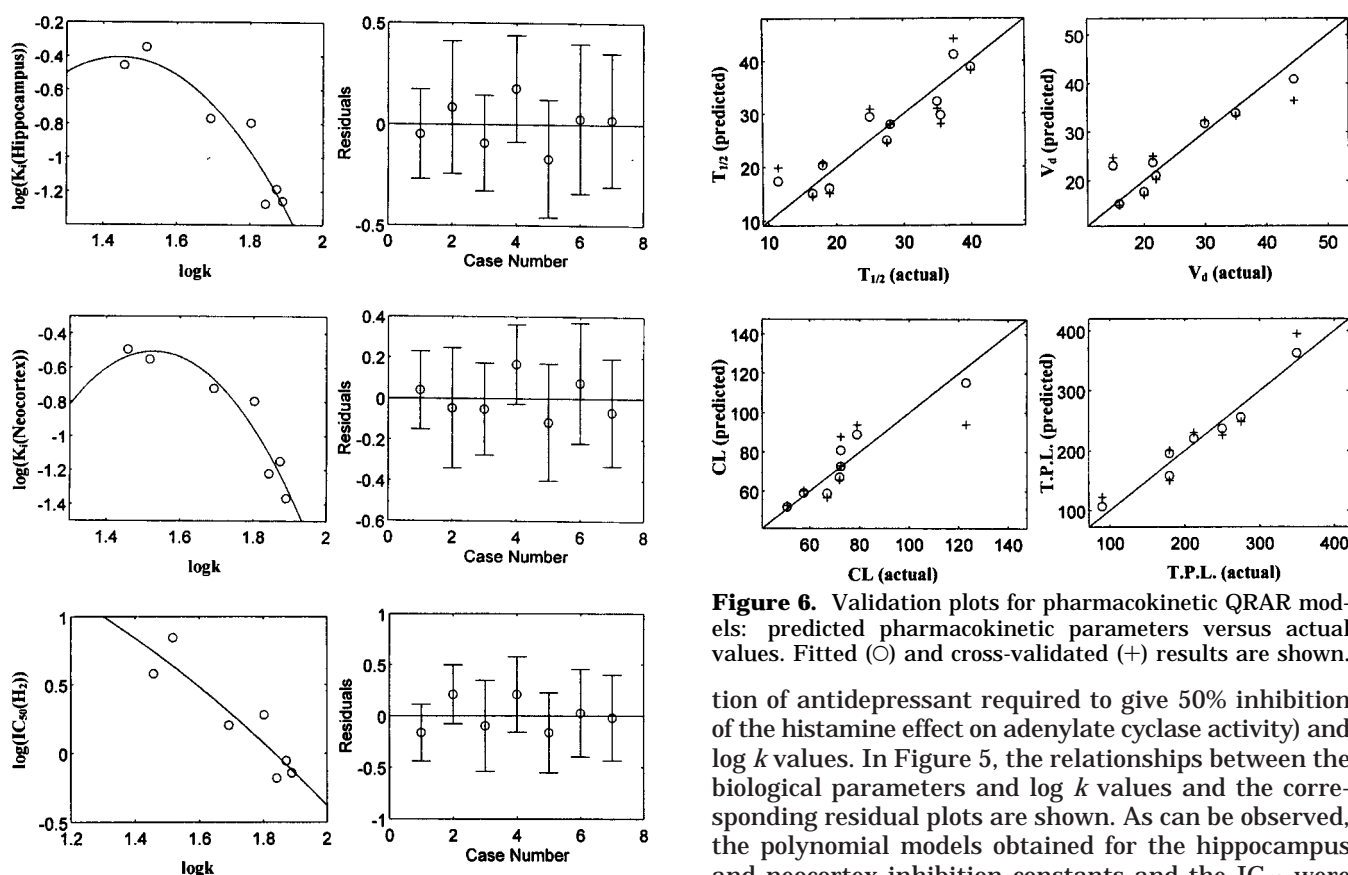 -0.2
-0.4
-0.6
-0.8
-1
-1.2
log(Ki(Hippocampus))
1.4 1.6 1.8 2
logk
0.5
0
-0.5
Residuals
0 2 4 6 8
Case Number
-0.4
-0.6
-0.8
-1
-1.2
-1.4
log(Ki(Neocortex))
1.4 1.6 1.8 2
logk
0.6
0.4
0.2
0
-0.2
-0.4
-0.6
Residuals
0 2 4 6 8
Case Number
1
0.5
0
-0.5
log(IC50(H2))
1.4 1.6 1.8 2
logk
1
0.5
0
-0.5
-1
Residuals
0 2 4 6 8
Case Number
40
30
20
10
T1/2 (predicted)
10 20 30 40
T1/2 (actual)
50
40
30
20
Vd (predicted)
20 30 40 50
Vd (actual)
140
120
100
80
60
CL (predicted)
60 80 100 120 140
CL (actual)
400
300
200
100
T.P.L. (predicted)
100 200 300 400
T.P.L. (actual)
Figure 6. Validation plots for pharmacokinetic QRAR mod-
els: predicted pharmacokinetic parameters versus actual
values. Fitted (○) and cross-validated (+) results are shown.
tion of antidepressant required to give 50% inhibition
of the histamine effect on adenylate cyclase activity) and
log k values. In Figure 5, the relationships between the
biological parameters and log k values and the corre-
sponding residual plots are shown. As can be observed,
the polynomial models obtained for the hippocampus
and neocortex inhibition constants and the IC were